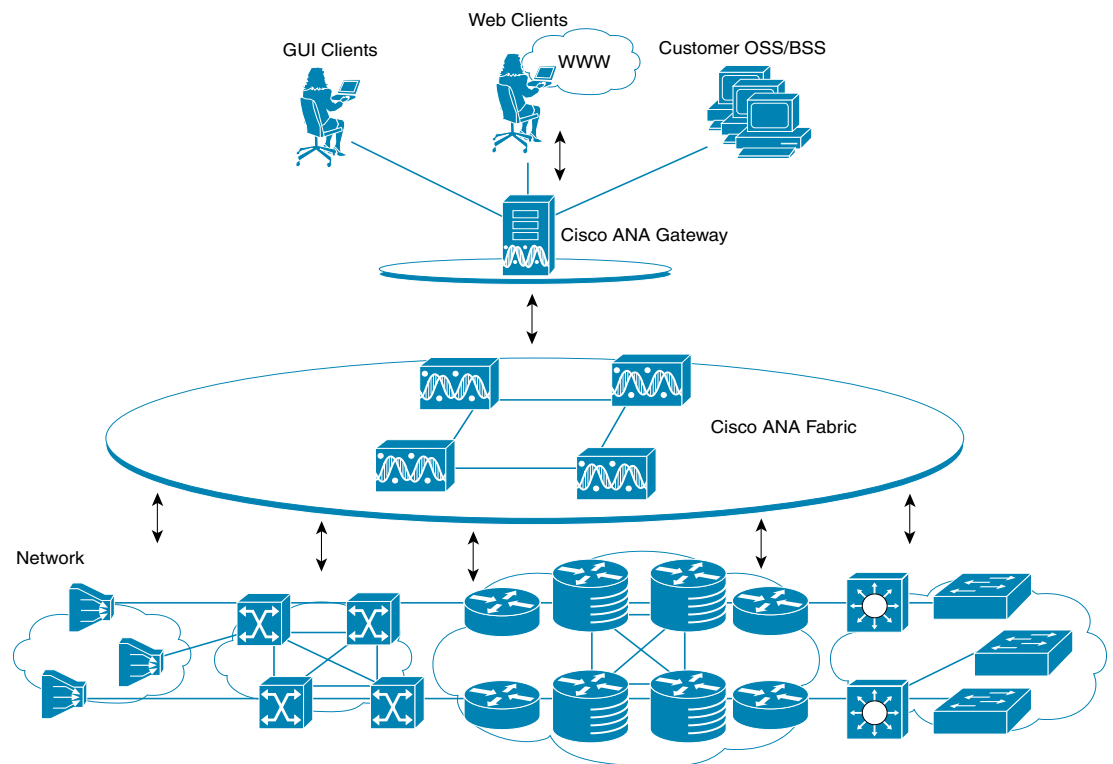 Web Clients
GUI Clients
Customer OSS/BSS
WWW
Cisco ANA Gateway
Cisco ANA Fabric
Network